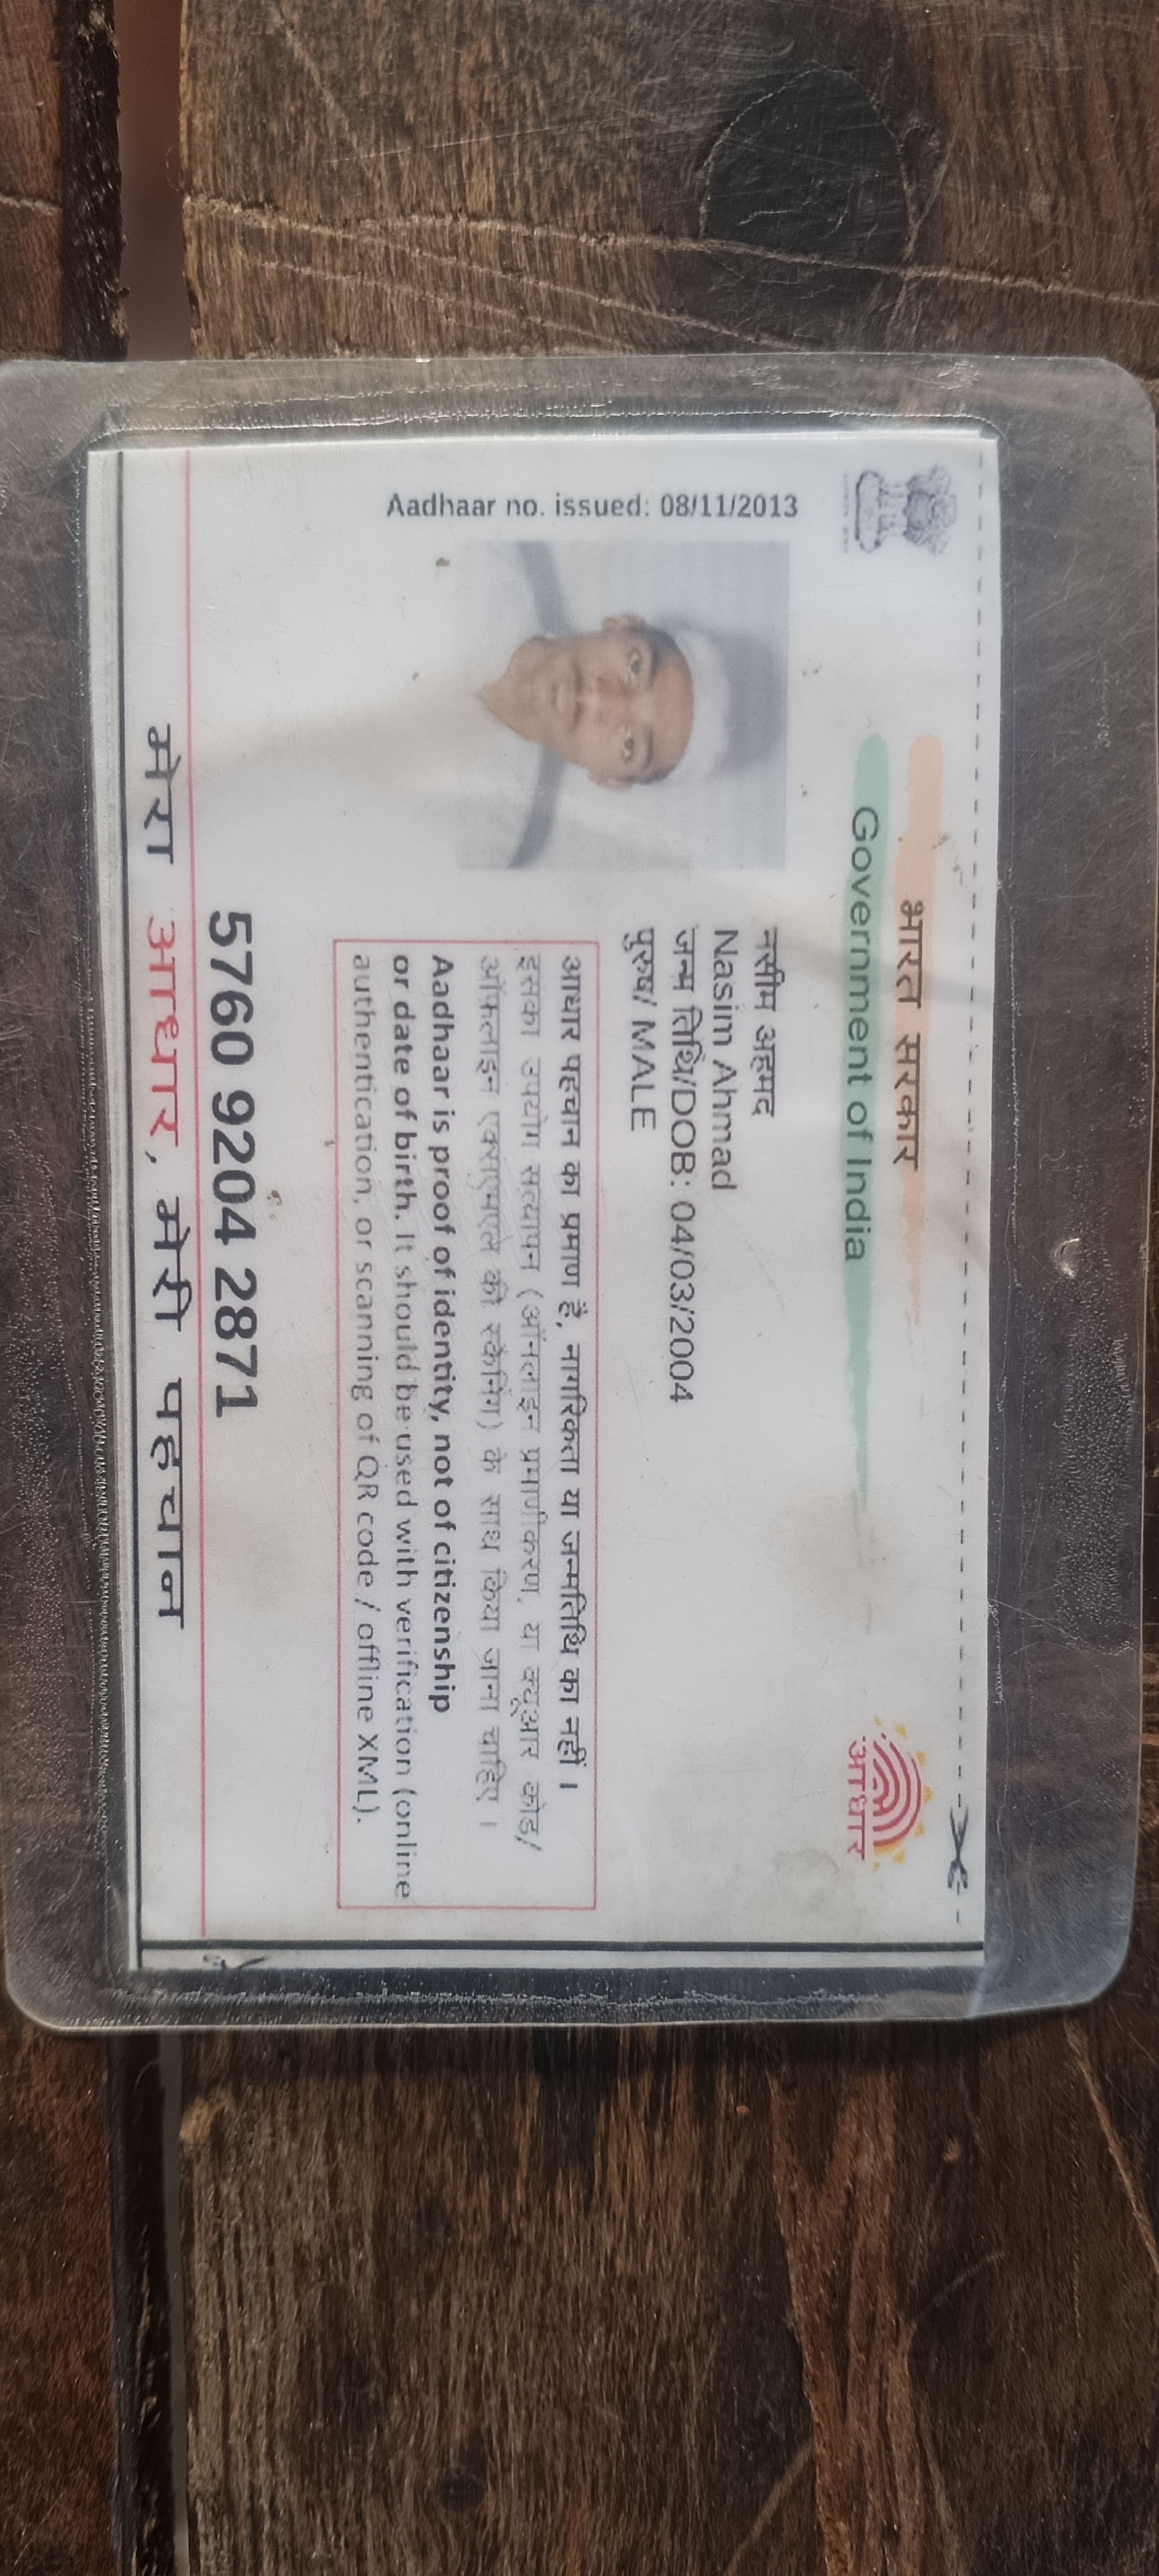 भारत सरकार
Government of India
Aadhaar no. issued: 08/11/2013
नसीम अहमद
Nasim Ahmad
जन्म तिथि/DOB: 04/03/2004
पुरुष/ MALE
आधार पहचान का प्रमाण है, नागरिकता या जन्मतिथि का नहीं ।
इसका उपयोग सत्यापन (ऑनलाइन प्रमाणीकरण, या क्यूआर कोड/
ऑफलाइन एक्सएमएल की स्कैनिंग) के साथ किया जाना चाहिए ।
Aadhaar is proof of identity, not of citizenship
or date of birth. It should be used with verification (online
authentication, or scanning of QR code / offline XML).
आधार
5760 9204 2871
मेरा आधार, मेरी पहचान